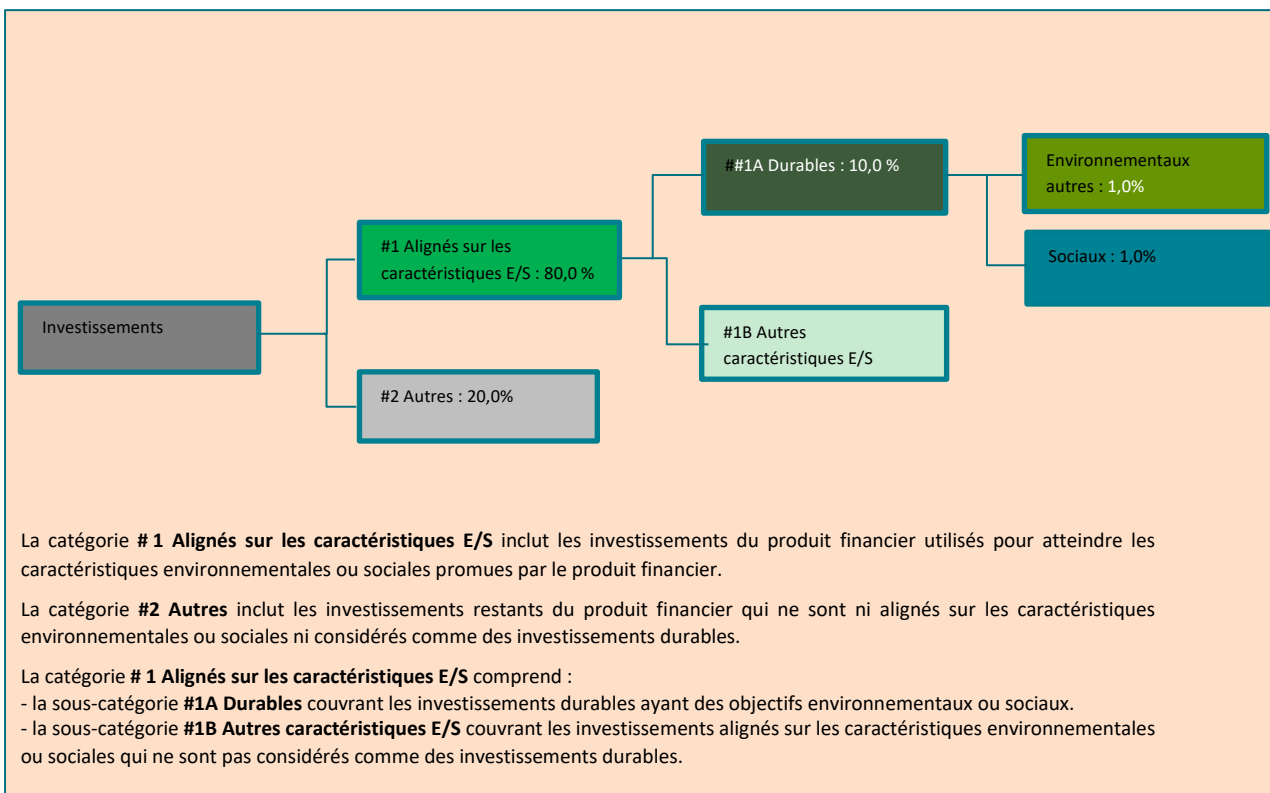 ##1A Durables : 10,0 %
Environnementaux
autres : 1,0%
#1 Alignés sur les
caractéristiques E/S : 80,0 %
Sociaux : 1,0%
Investissements
#1B Autres
caractéristiques E/S
#2 Autres : 20,0%
La catégorie # 1 Alignés sur les caractéristiques E/S inclut les investissements du produit financier utilisés pour atteindre les
caractéristiques environnementales ou sociales promues par le produit financier.
La catégorie #2 Autres inclut les investissements restants du produit financier qui ne sont ni alignés sur les caractéristiques
environnementales ou sociales ni considérés comme des investissements durables.
La catégorie # 1 Alignés sur les caractéristiques E/S comprend :
- la sous-catégorie #1A Durables couvrant les investissements durables ayant des objectifs environnementaux ou sociaux.
- la sous-catégorie #1B Autres caractéristiques E/S couvrant les investissements alignés sur les caractéristiques environnementales
ou sociales qui ne sont pas considérés comme des investissements durables.